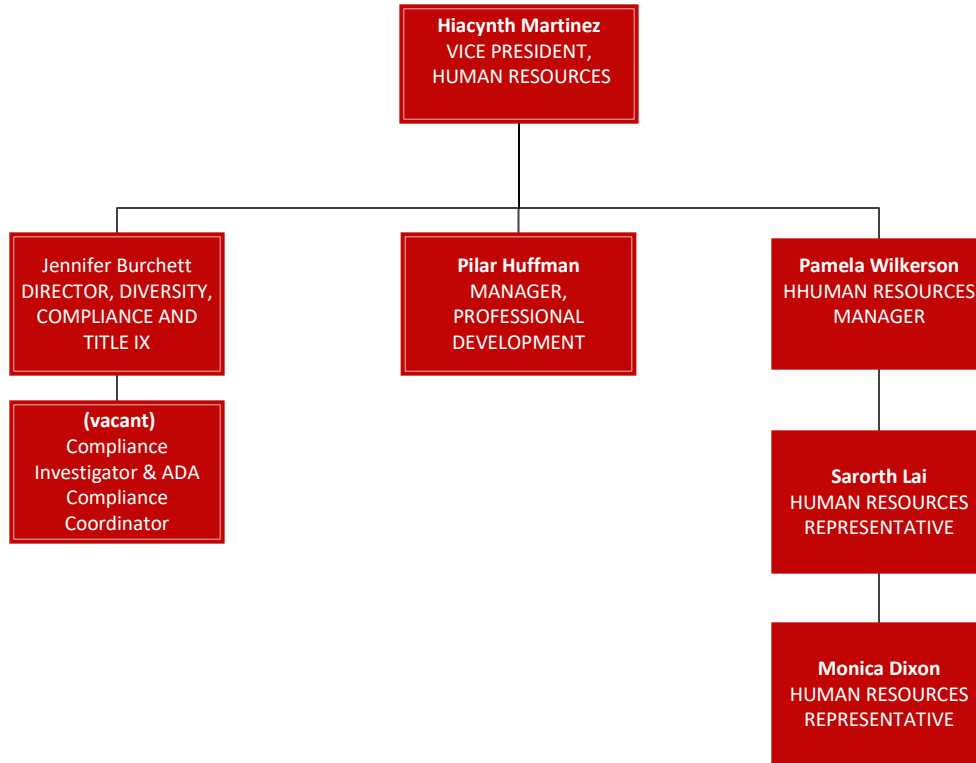 Hiacynth Martinez
VICE PRESIDENT,
HUMAN RESOURCES
Jennifer Burchett
DIRECTOR, DIVERSITY,
COMPLIANCE AND
TITLE IX
Pilar Huffman
MANAGER,
PROFESSIONAL
DEVELOPMENT
Pamela Wilkerson
HHUMAN RESOURCES
MANAGER
(vacant)
Compliance
Investigator & ADA
Compliance
Coordinator
Sarorth Lai
HUMAN RESOURCES
REPRESENTATIVE
Monica Dixon
HUMAN RESOURCES
REPRESENTATIVE